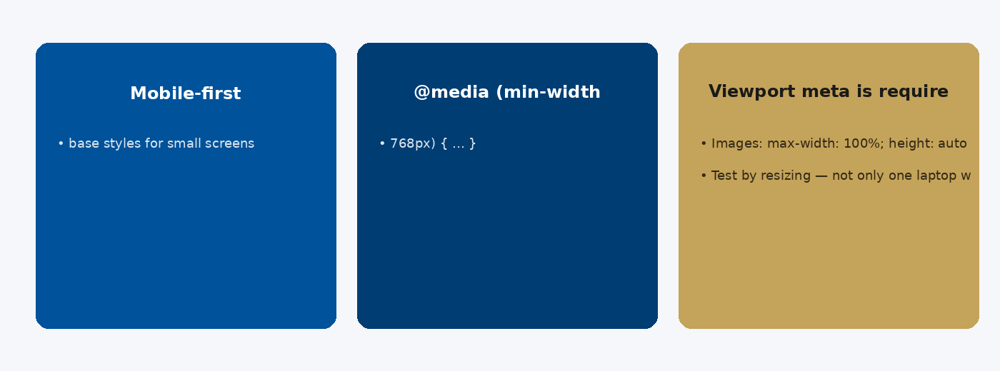 Mobile-first
• base styles for small screens
@media (min-width
• 768px) { … }
Viewport meta is require
• Images: max-width: 100%; height: auto
• Test by resizing — not only one laptop w